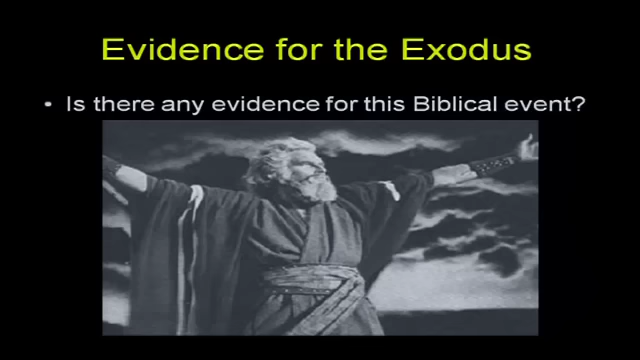 Evidence for the Exodus
• Is there any evidence for this Biblical event?